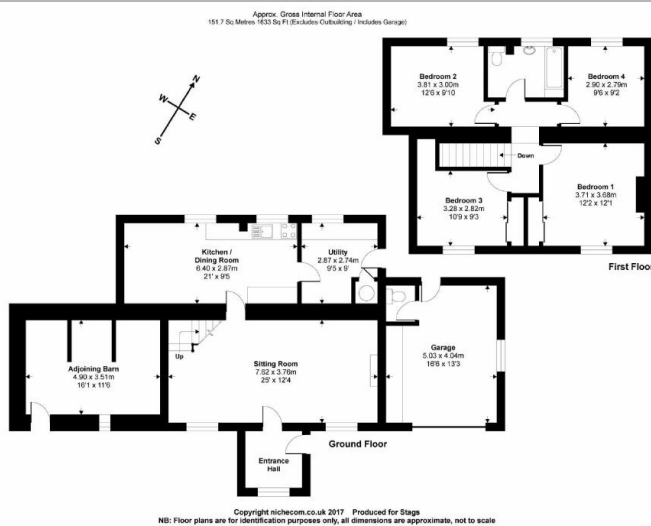 Approx. Gross Internal Floor Area
151.7 Sq Metres 1633 Sq Ft (Excludes Outbuilding / Includes Garage)
N
W
E
S
Bedroom 2
3.81 x 3.00m
12'6 x 9'10
Bedroom 4
2.90 x 2.79m
9'6 x 9'2
Down
Bedroom 3
3.28 x 2.82m
10'9 x 9'3
Bedroom 1
3.71 x 3.68m
12'2 x 12'1
First Floor
Kitchen /
Dining Room
6.40 x 2.87m
21' x 9'5
Utility
2.87 x 2.74m
9'5 x 9'
Adjoining Barn
4.90 x 3.51m
16'1 x 11'6
Up
Sitting Room
7.62 x 3.76m
25' x 12'4
Garage
5.03 x 4.04m
16'6 x 13'3
Ground Floor
Entrance
Hall
Copyright nichecom.co.uk 2017 Produced for Stags
NB: Floor plans are for identification purposes only, all dimensions are approximate, not to scale